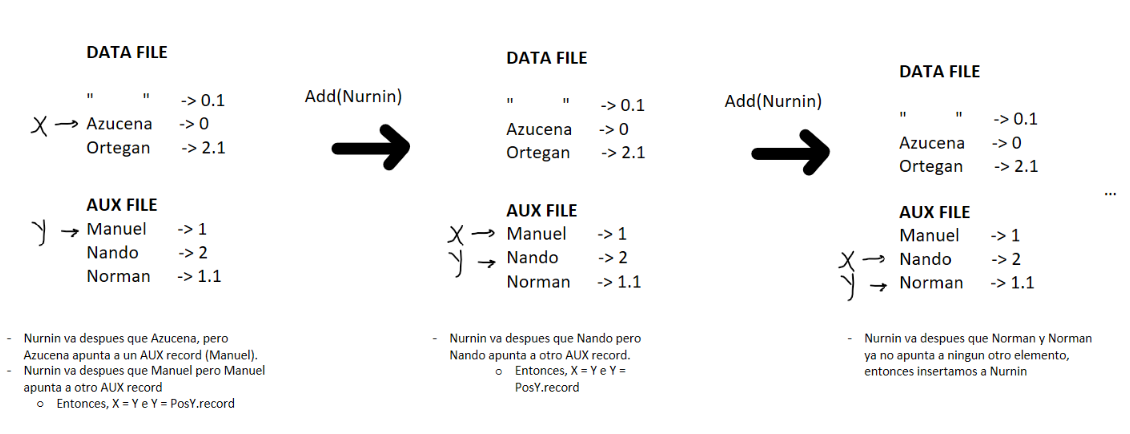 DATA FILE
" " -> 0.1
X → Azucena -> 0
Ortegan -> 2.1
AUX FILE
y → Manuel -> 1
Nando -> 2
Norman -> 1.1
- Nurnin va despues que Azucena, pero
Azucena apunta a un AUX record (Manuel).
- Nurnin va despues que Manuel pero Manuel
apunta a otro AUX record
o Entonces, X = Y e Y = PosY.record
Add(Nurnin)
DATA FILE
" " -> 0.1
Azucena -> 0
Ortegan -> 2.1
AUX FILE
X → Manuel -> 1
y → Nando -> 2
Norman -> 1.1
- Nurnin va despues que Nando pero
Nando apunta a otro AUX record.
o Entonces, X = Y e Y =
PosY.record
Add(Nurnin)
DATA FILE
" " -> 0.1
Azucena -> 0
Ortegan -> 2.1
AUX FILE
Manuel -> 1
X → Nando -> 2
y → Norman -> 1.1
- Nurnin va despues que Norman y Norman
ya no apunta a ningun otro elemento,
entonces insertamos a Nurnin
...